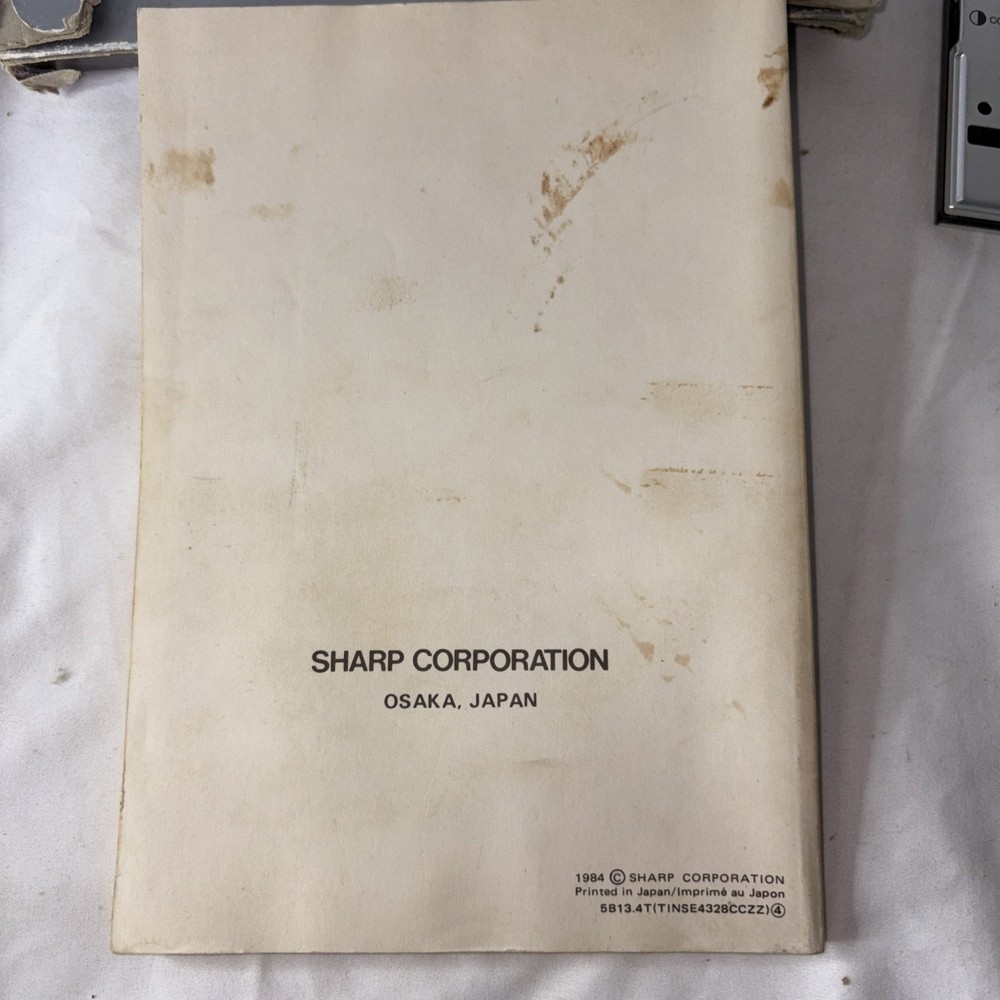 SHARP CORPORATION
OSAKA, JAPAN
1984 © SHARP CORPORATION
Printed in Japan/Imprimé au Japon
5B13.4T(TINSE4328CCZZ)④